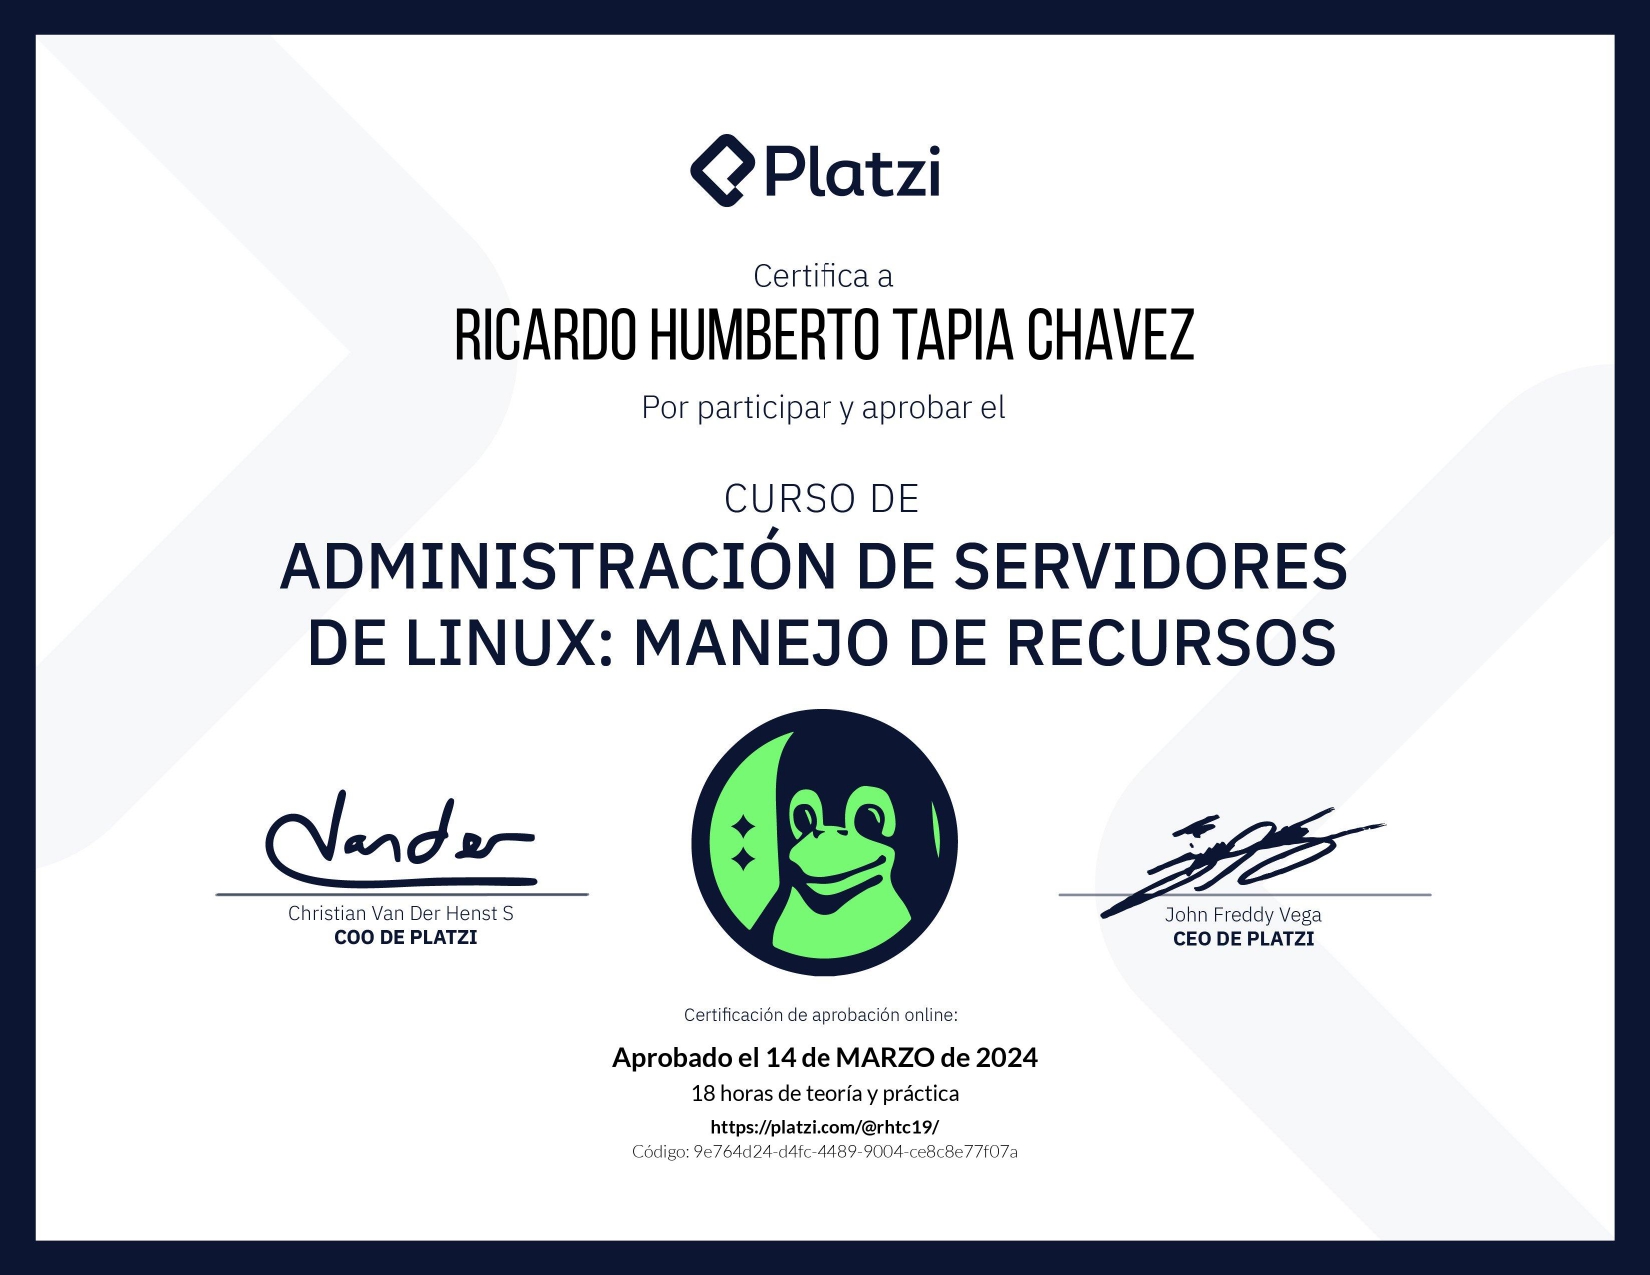 Platzi
Certifica a
RICARDO HUMBERTO TAPIA CHAVEZ
Por participar y aprobar el
CURSO DE
ADMINISTRACIÓN DE SERVIDORES
DE LINUX: MANEJO DE RECURSOS
Vander
Christian Van Der Henst S
COO DE PLATZI
John Freddy Vega
CEO DE PLATZI
Certificación de aprobación online:
Aprobado el 14 de MARZO de 2024
18 horas de teoría y práctica
https://platzi.com/@rhtc19/
Código: 9e764d24-d4fc-4489-9004-ce8c8e77f07a